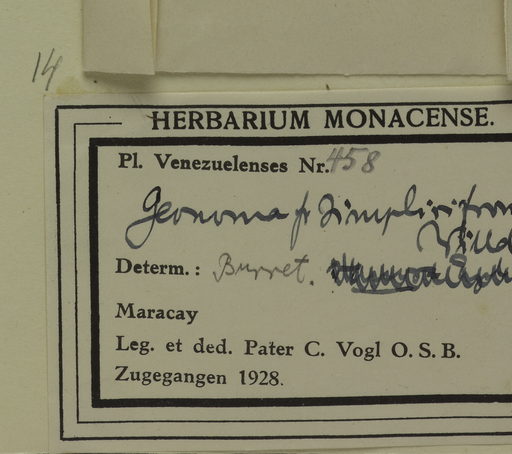 14
HERBARIUM MONACENSE.
Pl. Venezuelenses Nr. 458
Geonoma simplicifron
Willd
Determ.: Burret.
Maracay
Leg. et ded. Pater C. Vogl O. S. B.
Zugegangen 1928.